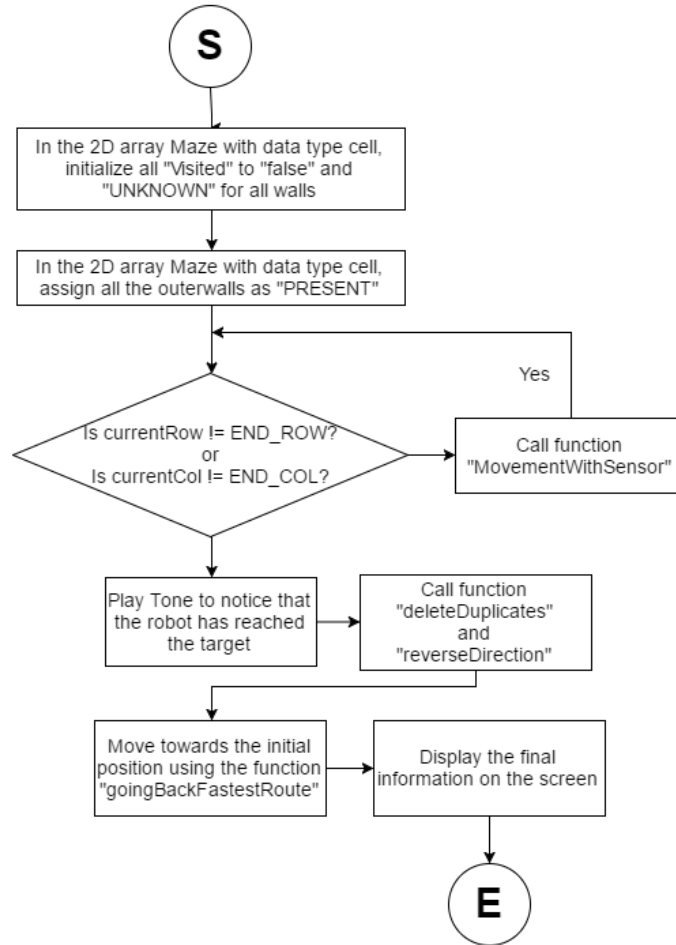 S
In the 2D array Maze with data type cell,
initialize all "Visited" to "false" and
"UNKNOWN" for all walls
In the 2D array Maze with data type cell,
assign all the outerwalls as "PRESENT"
Yes
Is currentRow != END_ROW?
or
Is currentCol != END_COL?
Call function
"MovementWithSensor"
Play Tone to notice that
the robot has reached
the target
Call function
"deleteDuplicates"
and
"reverseDirection"
Move towards the initial
position using the function
"goingBackFastestRoute"
Display the final
information on the screen
E